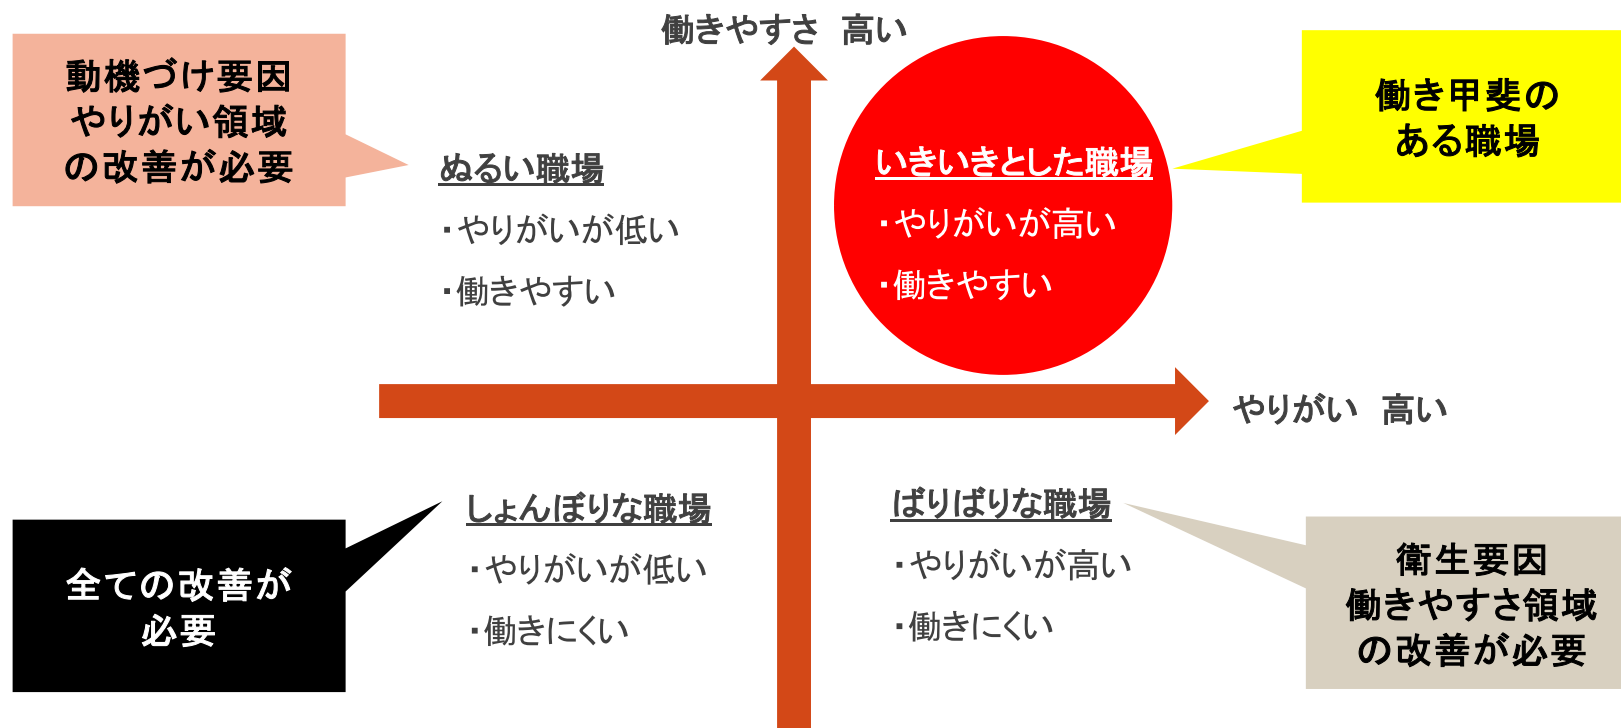 働きやすさ 高い
動機づけ要因
やりがい領域
の改善が必要
ぬるい職場
・やりがいが低い
・働きやすい
いきいきとした職場
・やりがいが高い
・働きやすい
働き甲斐の
ある職場
やりがい 高い
全ての改善が
必要
しょんぼりな職場
・やりがいが低い
・働きにくい
ばりばりな職場
・やりがいが高い
・働きにくい
衛生要因
働きやすさ領域
の改善が必要